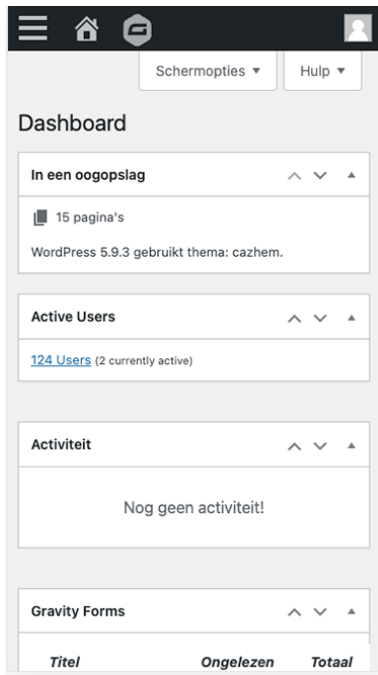 Schermopties ▼ Hulp ▼
Dashboard
In een oogopslag
15 pagina's
WordPress 5.9.3 gebruikt thema: cazhem.
Active Users
124 Users (2 currently active)
Activiteit
Nog geen activiteit!
Gravity Forms
Titel Ongelezen Totaal